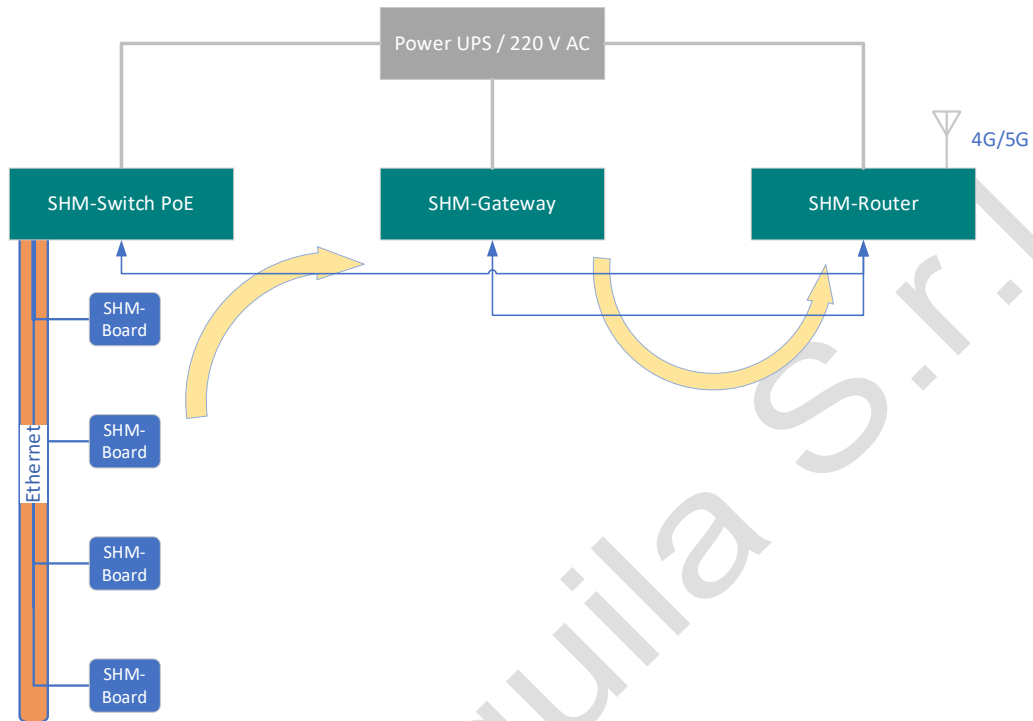 Power UPS / 220 V AC
4G/5G
SHM-Switch PoE
SHM-Gateway
SHM-Router
SHM-
Board
SHM-
Board
Ethernet
SHM-
Board
SHM-
Board
uila S.r.l